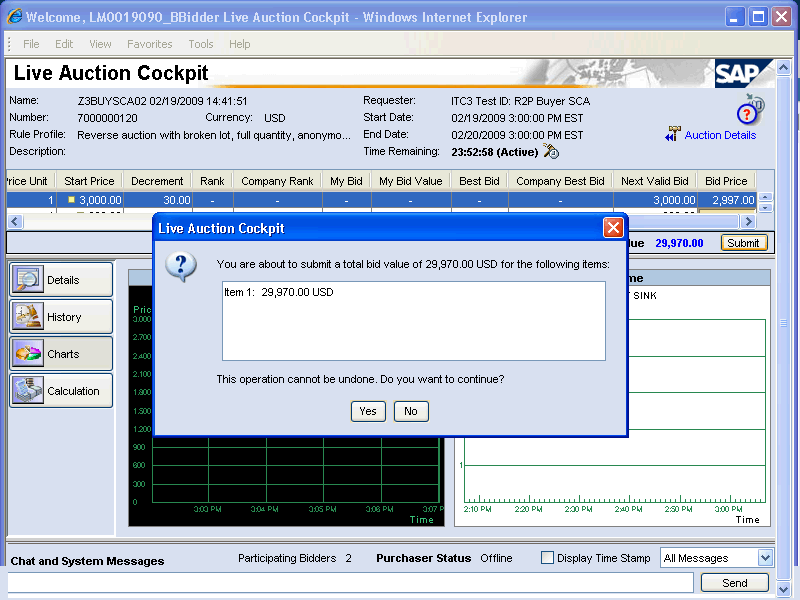 Welcome, LM0019090_BBidder Live Auction Cockpit - Windows Internet Explorer
File Edit View Favorites Tools Help
Live Auction Cockpit
SAP
Name: Z3BUYSCA02 02/19/2009 14:41:51 Requester: ITC3 Test ID: R2P Buyer SCA
Number: 7000000120 Currency: USD Start Date: 02/19/2009 3:00:00 PM EST
Rule Profile: Reverse auction with broken lot, full quantity, anonymo... End Date: 02/20/2009 3:00:00 PM EST Auction Details
Description: Time Remaining: 23:52:58 (Active)
Price Unit Start Price Decrement Rank Company Rank My Bid My Bid Value Best Bid Company Best Bid Next Valid Bid Bid Price
1 3,000.00 30.00 - - - - - - 3,000.00 2,997.00
Live Auction Cockpit
lue 29,970.00 Submit
You are about to submit a total bid value of 29,970.00 USD for the following items:
Item 1: 29,970.00 USD
This operation cannot be undone. Do you want to continue?
Yes No
Details
History
Charts
Calculation
Pric
3.000
2.700
2.400
2.100
1.800
1.500
1.200
900
600
300
0
3:03 PM 3:04 PM 3:05 PM 3:06 PM 3:07 P
Time
me
SINK
1
2:10 PM 2:20 PM 2:30 PM 2:40 PM 2:50 PM 3:00 PM
Time
Chat and System Messages Participating Bidders 2 Purchaser Status Offline Display Time Stamp All Messages
Send